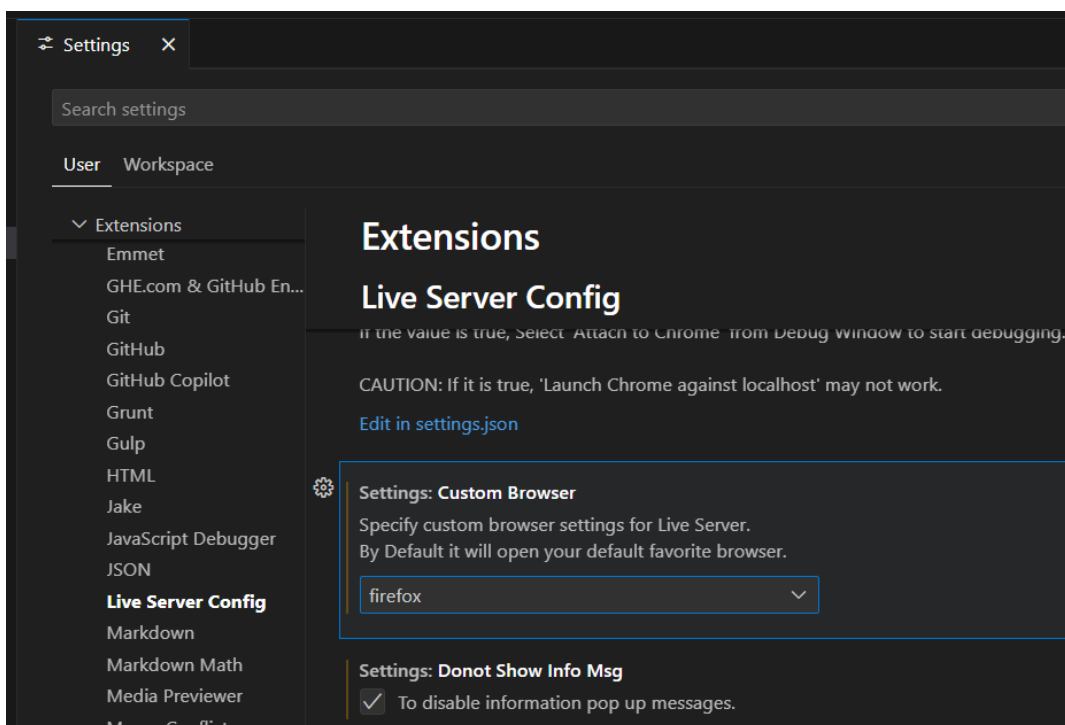 Settings
Search settings
User Workspace
Extensions
Emmet
GHE.com & GitHub En...
Git
GitHub
GitHub Copilot
Grunt
Gulp
HTML
Jake
JavaScript Debugger
JSON
Live Server Config
Markdown
Markdown Math
Media Previewer
Extensions
Live Server Config
If the value is true, Select 'Attach to Chrome' from Debug Window to start debugging.
CAUTION: If it is true, 'Launch Chrome against localhost' may not work.
Edit in settings.json
Settings: Custom Browser
Specify custom browser settings for Live Server.
By Default it will open your default favorite browser.
firefox
Settings: Donot Show Info Msg
To disable information pop up messages.